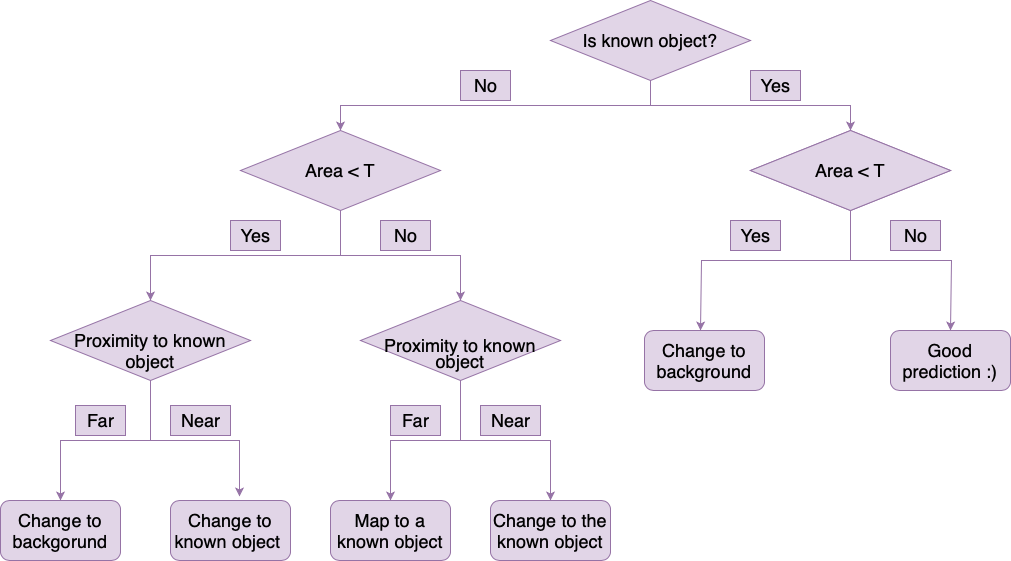 Is known object?
No
Yes
Area < T
Area < T
Yes
No
Yes
No
Proximity to known
object
Proximity to known
object
Change to
background
Good
prediction :)
Far
Near
Far
Near
Change to
backgorund
Change to
known object
Map to a
known object
Change to the
known object